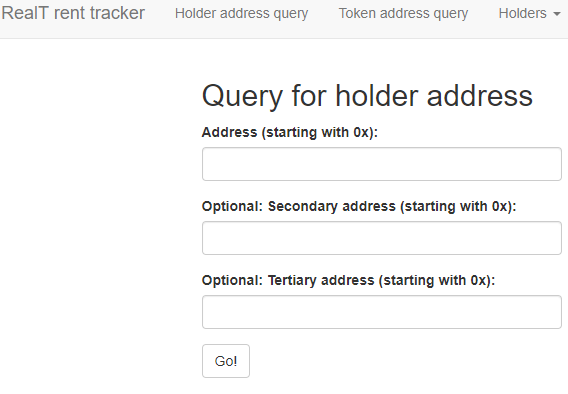 RealT rent tracker Holder address query Token address query Holders
Query for holder address
Address (starting with 0x):
Optional: Secondary address (starting with 0x):
Optional: Tertiary address (starting with 0x):
Go!